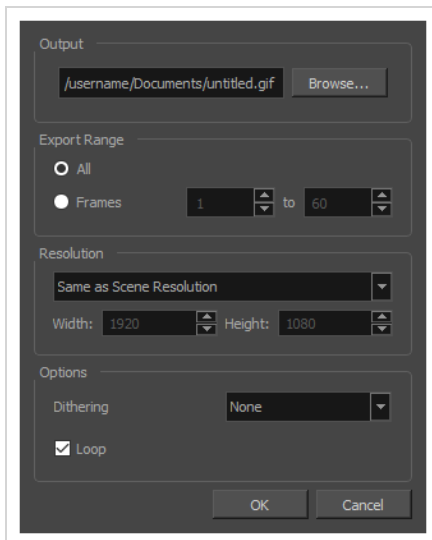 Output
/username/Documents/untitled.gif Browse...
Export Range
All
Frames 1 to 60
Resolution
Same as Scene Resolution
Width: 1920 Height: 1080
Options
Dithering None
Loop
OK Cancel